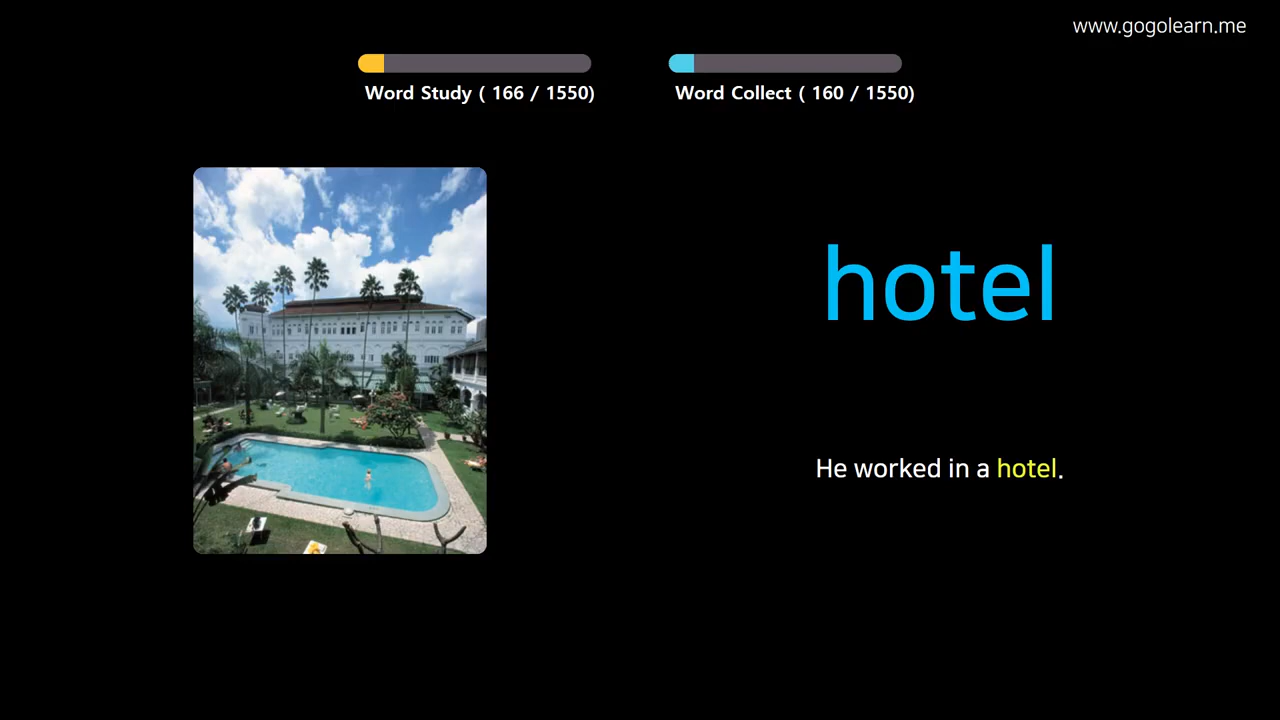 www.gogolearn.me
Word Study ( 166 / 1550)
Word Collect ( 160 / 1550)
hotel
He worked in a hotel.